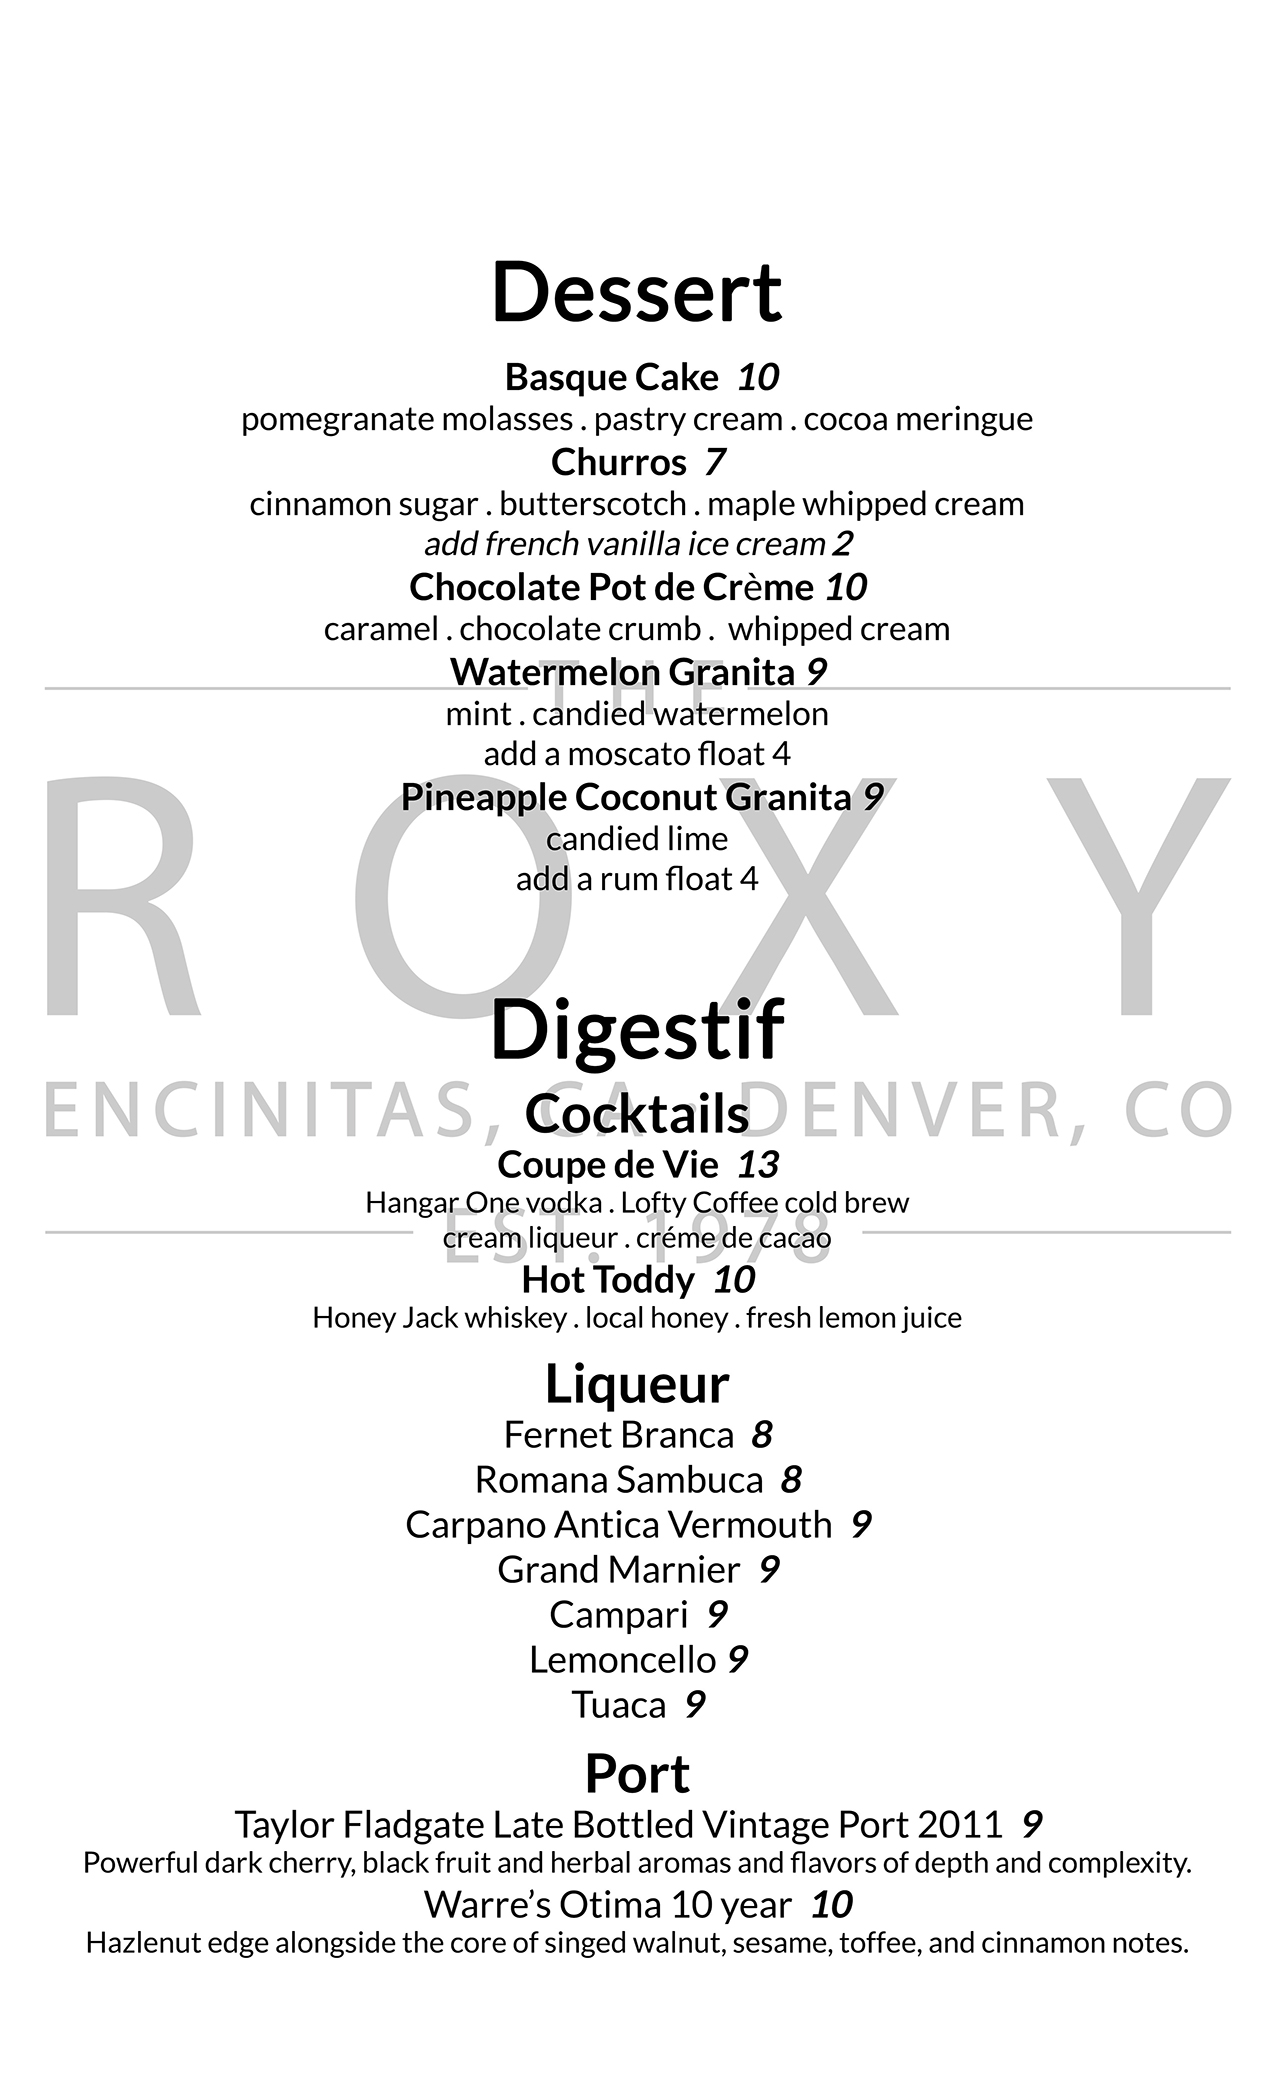 Dessert
Basque Cake 10
pomegranate molasses . pastry cream . cocoa meringue
Churros 7
cinnamon sugar . butterscotch . maple whipped cream
add french vanilla ice cream 2
Chocolate Pot de Crème 10
caramel . chocolate crumb . whipped cream
Watermelon Granita 9
mint . candied watermelon
add a moscato float 4
Pineapple Coconut Granita 9
candied lime
add a rum float 4
THE
ROXY
ENCINITAS, CA - DENVER, CO
EST. 1978
Digestif
Cocktails
Coupe de Vie 13
Hangar One vodka . Lofty Coffee cold brew
cream liqueur . créme de cacao
Hot Toddy 10
Honey Jack whiskey . local honey . fresh lemon juice
Liqueur
Fernet Branca 8
Romana Sambuca 8
Carpano Antica Vermouth 9
Grand Marnier 9
Campari 9
Lemoncello 9
Tuaca 9
Port
Taylor Fladgate Late Bottled Vintage Port 2011 9
Powerful dark cherry, black fruit and herbal aromas and flavors of depth and complexity.
Warre’s Otima 10 year 10
Hazlenut edge alongside the core of singed walnut, sesame, toffee, and cinnamon notes.